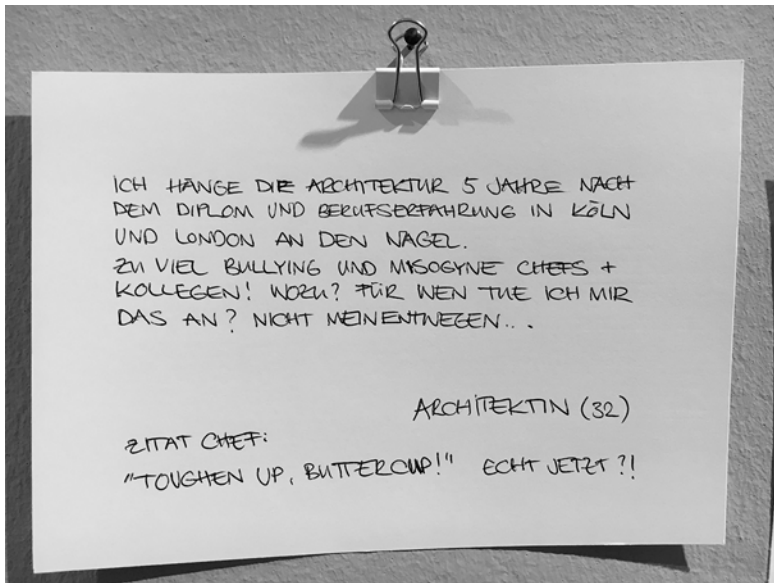 ICH HÄNGE DIE ARCHITEKTUR 5 JAHRE NACH
DEM DIPLOM UND BERUFSERFAHRUNG IN KÖLN
UND LONDON AN DEN NAGEL.
ZU VIEL BULLYING UND MYSOGYNE CHEFS +
KOLLEGEN! WOZU? FÜR WEN TUE ICH MIR
DAS AN? NICHT MEINENTWEGEN...
ARCHITEKTIN (32)
ZITAT CHEF:
"TOUGHEN UP, BUTTERCUP!" ECHT JETZT?!